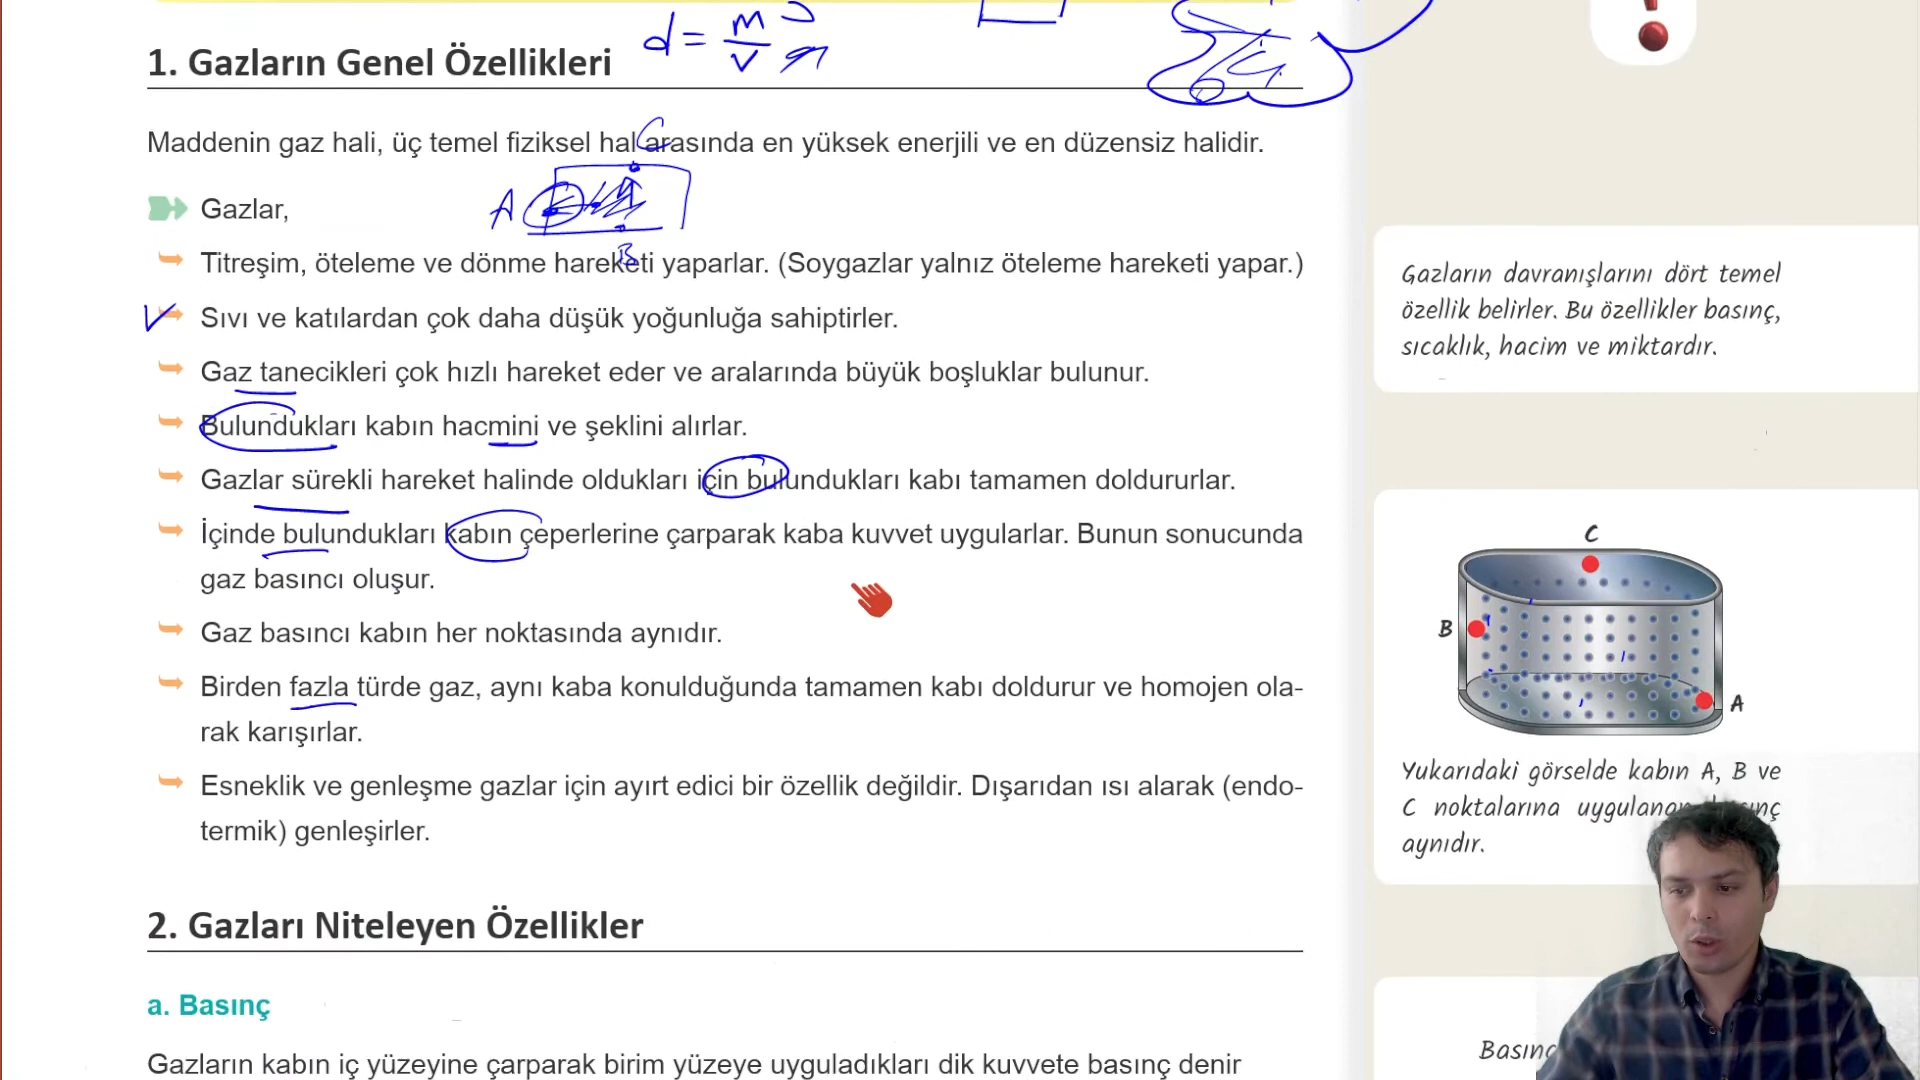 d = m
v
1. Gazların Genel Özellikleri
Maddenin gaz hali, üç temel fiziksel hal arasında en yüksek enerjili ve en düzensiz halidir.
C
Gazlar,
A
B
Titreşim, öteleme ve dönme hareketi yaparlar. (Soygazlar yalnız öteleme hareketi yapar.)
Sıvı ve katılardan çok daha düşük yoğunluğa sahiptirler.
Gaz tanecikleri çok hızlı hareket eder ve aralarında büyük boşluklar bulunur.
Bulundukları kabın hacmini ve şeklini alırlar.
Gazlar sürekli hareket halinde oldukları için bulundukları kabı tamamen doldururlar.
İçinde bulundukları kabın çeperlerine çarparak kaba kuvvet uygularlar. Bunun sonucunda
gaz basıncı oluşur.
Gaz basıncı kabın her noktasında aynıdır.
Birden fazla türde gaz, aynı kaba konulduğunda tamamen kabı doldurur ve homojen ola-
rak karışırlar.
Esneklik ve genleşme gazlar için ayırt edici bir özellik değildir. Dışarıdan ısı alarak (endo-
termik) genleşirler.
2. Gazları Niteleyen Özellikler
a. Basınç
Gazların kabın iç yüzeyine çarparak birim yüzeye uyguladıkları dik kuvvete basınç denir
Gazların davranışlarını dört temel
özellik belirler. Bu özellikler basınç,
sıcaklık, hacim ve miktardır.
C
B
A
Yukarıdaki görselde kabın A, B ve
C noktalarına uygulanan basınç
aynıdır.